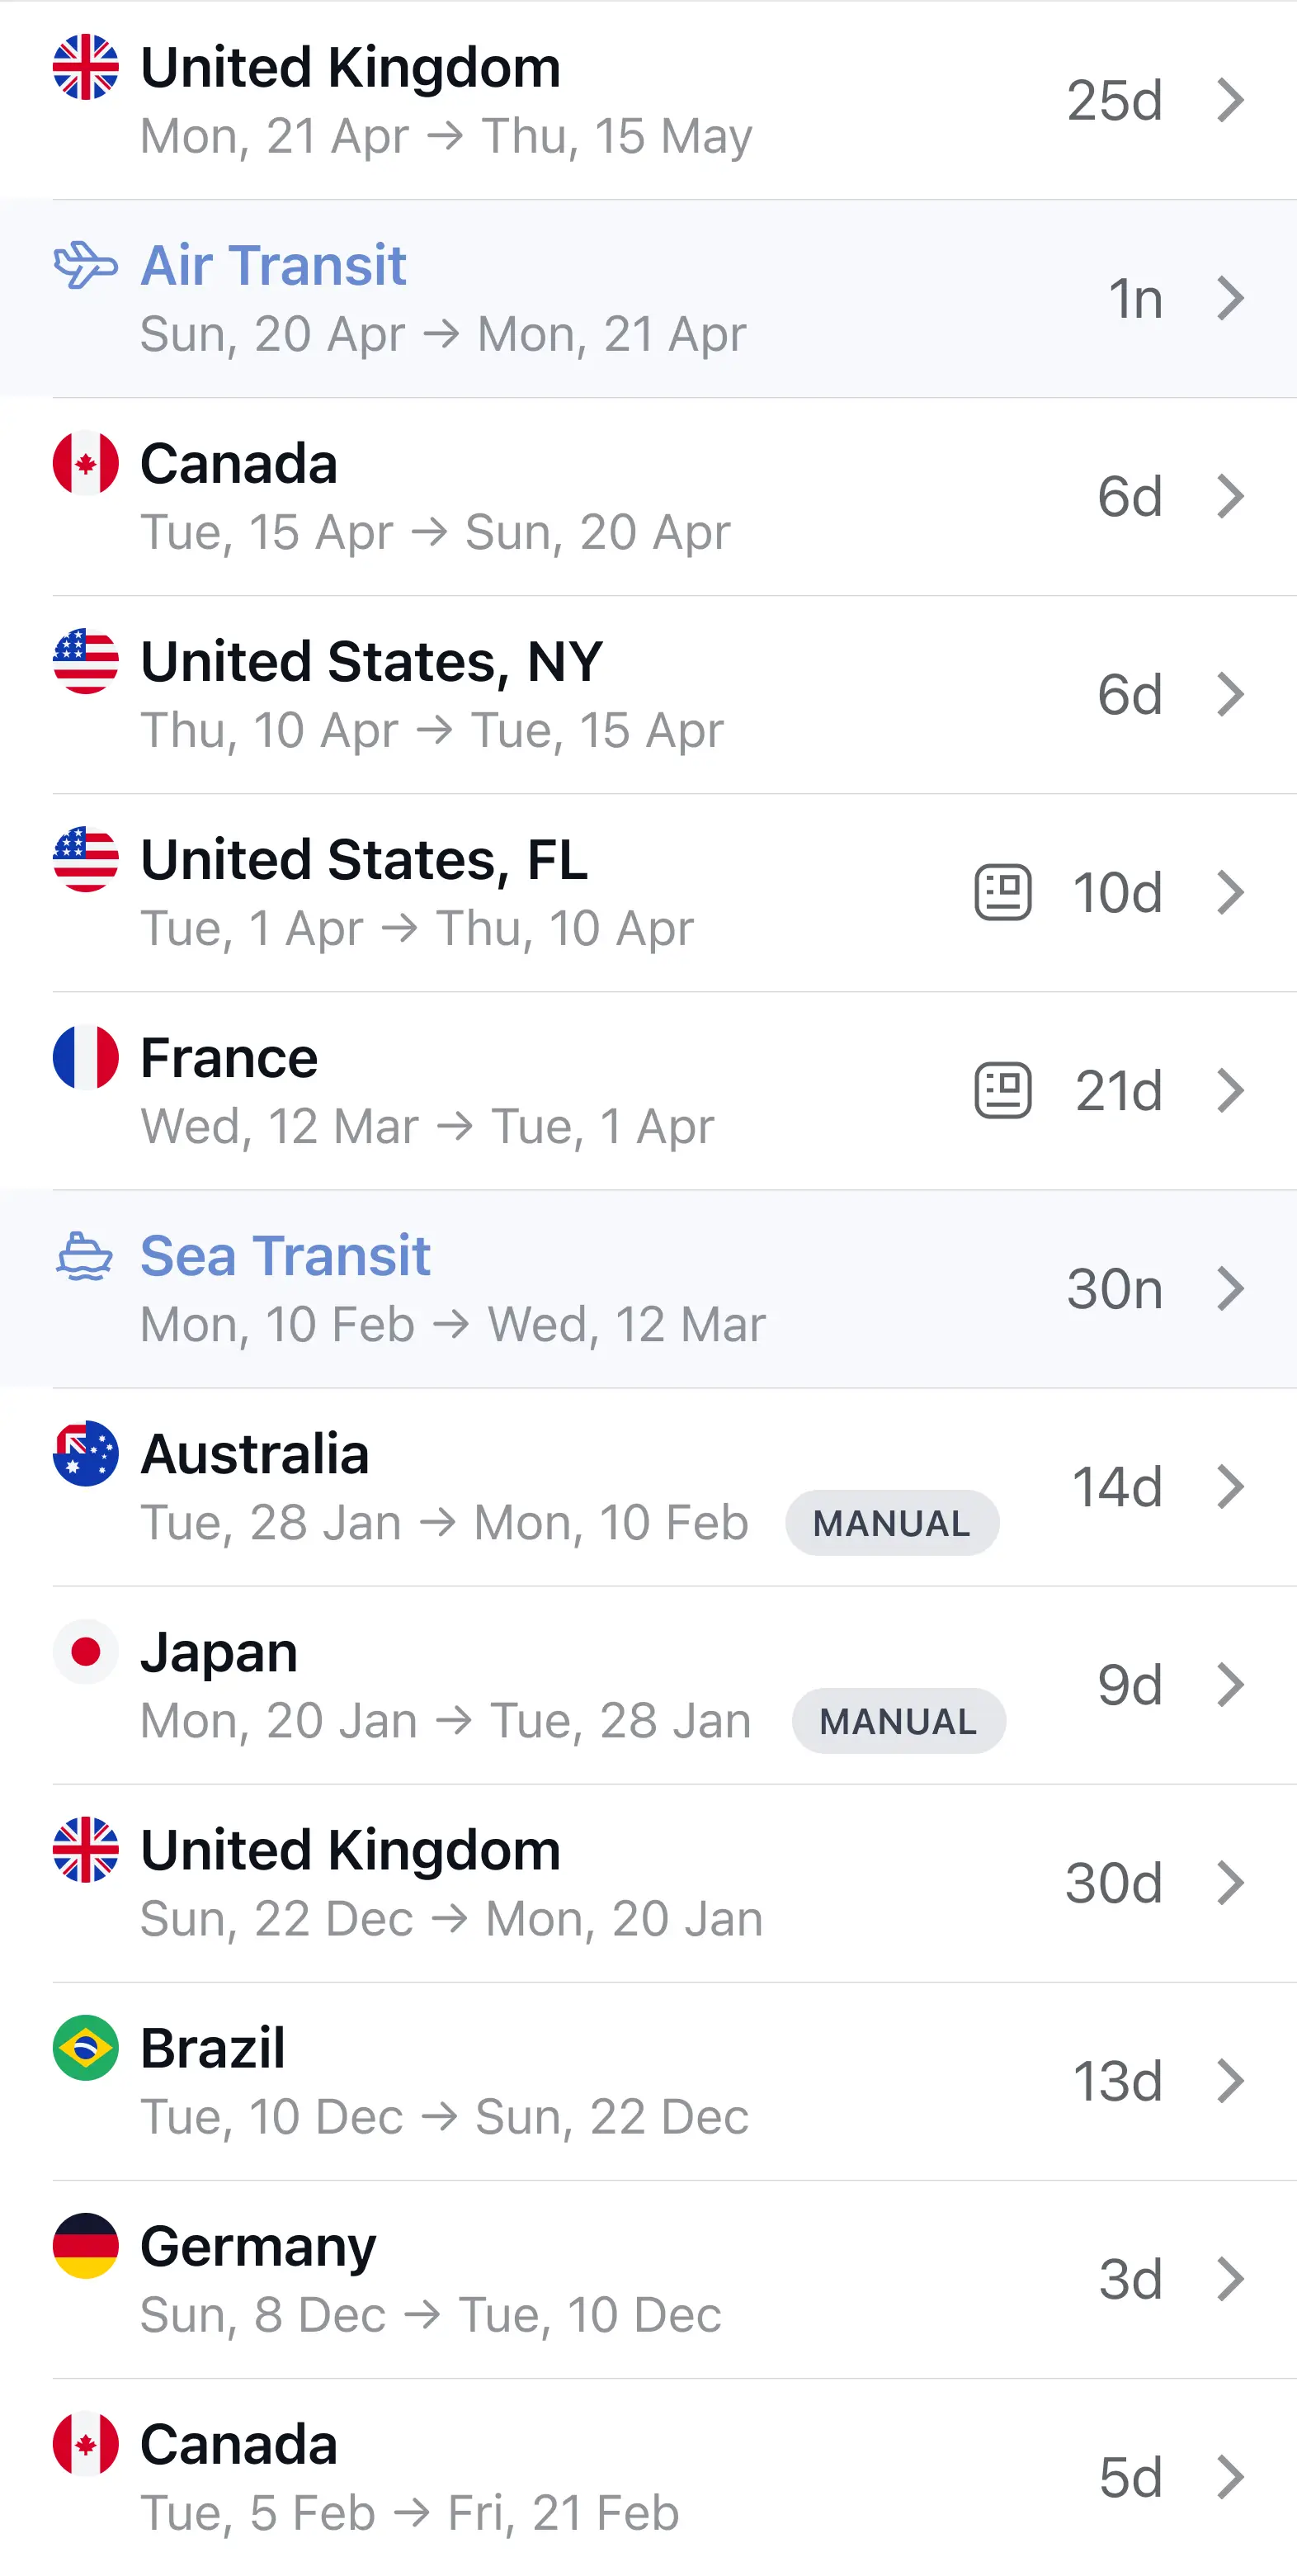 United Kingdom
Mon, 21 Apr → Thu, 15 May
25d
Air Transit
Sun, 20 Apr → Mon, 21 Apr
1n
Canada
Tue, 15 Apr → Sun, 20 Apr
6d
United States, NY
Thu, 10 Apr → Tue, 15 Apr
6d
United States, FL
Tue, 1 Apr → Thu, 10 Apr
10d
France
Wed, 12 Mar → Tue, 1 Apr
21d
Sea Transit
Mon, 10 Feb → Wed, 12 Mar
30n
Australia
Tue, 28 Jan → Mon, 10 Feb MANUAL
14d
Japan
Mon, 20 Jan → Tue, 28 Jan MANUAL
9d
United Kingdom
Sun, 22 Dec → Mon, 20 Jan
30d
Brazil
Tue, 10 Dec → Sun, 22 Dec
13d
Germany
Sun, 8 Dec → Tue, 10 Dec
3d
Canada
Tue, 5 Feb → Fri, 21 Feb
5d